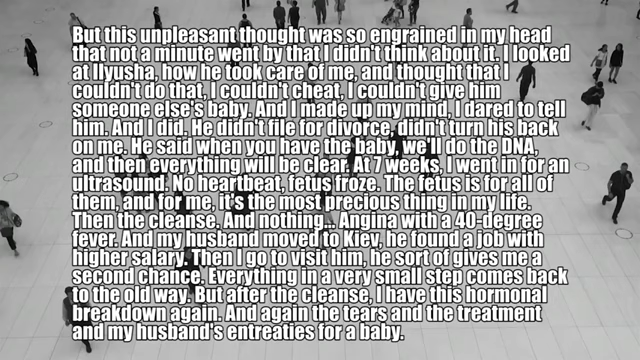 But this unpleasant thought was so engrained in my head
that not a minute went by that I didn't think about it. I looked
at Ilyusha, how he took care of me, and thought that I
couldn't do that, I couldn't cheat, I couldn't give him
someone else's baby. And I made up my mind, I dared to tell
him. And I did. He didn't file for divorce, didn't turn his back
on me. He said when you have the baby, we'll do the DNA,
and then everything will be clear. At 7 weeks, I went in for an
ultrasound. No heartbeat, fetus froze. The fetus is for all of
them, and for me, it's the most precious thing in my life.
Then the cleanse. And nothing... Angina with a 40-degree
fever. And my husband moved to Kiev, he found a job with
higher salary. Then I go to visit him, he sort of gives me a
second chance. Everything in a very small step comes back
to the old way. But after the cleanse, I have this hormonal
breakdown again. And again the tears and the treatment
and my husband's entreaties for a baby.